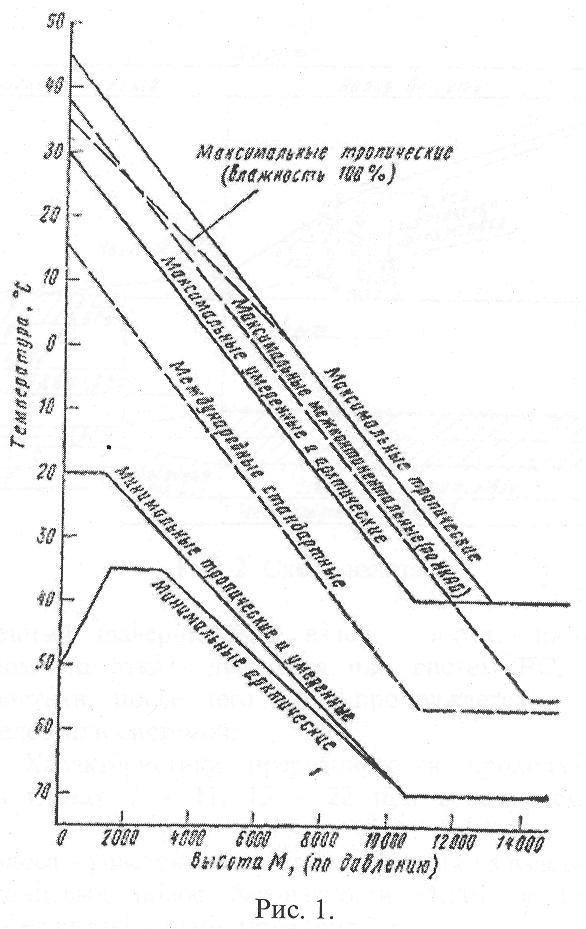 50
40
30
20
10
0
10
20
30
40
50
60
70
Температура, °С
Максимальные тропические
(влажность 100%)
Максимальные тропические
Максимальные межконтинентальные
Максимальные умеренные и арктические
Международные стандартные
Минимальные тропические и умеренные
Минимальные арктические
0 2000 4000 6000 8000 10000 12000 14000
Высота М, (по давлению)
Рис. 1.